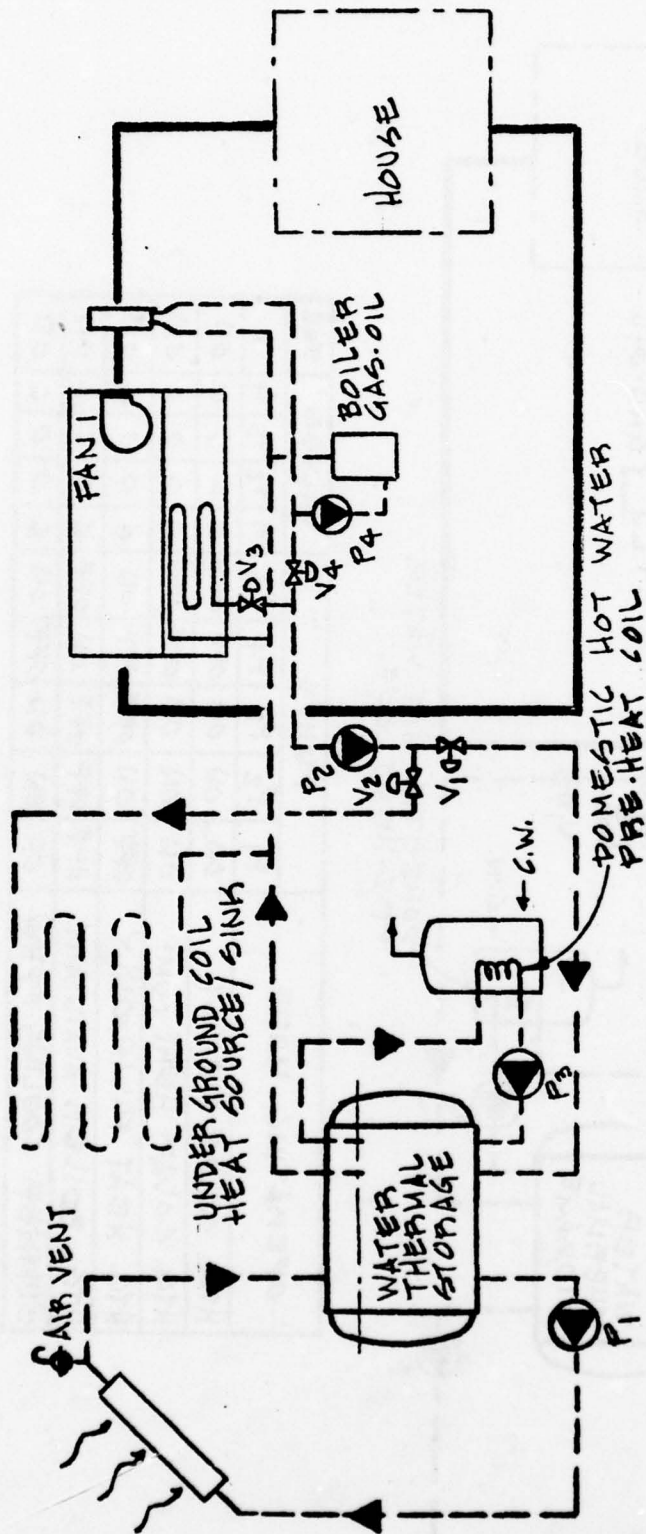 AIR VENT
UNDER GROUND COIL
HEAT SOURCE/SINK
WATER
THERMAL
STORAGE
P1
P3
C.W.
DOMESTIC HOT WATER
PRE-HEAT COIL
P2
V2
V1
FAN 1
V3
V4
P4
BOILER
GAS.OIL
HOUSE